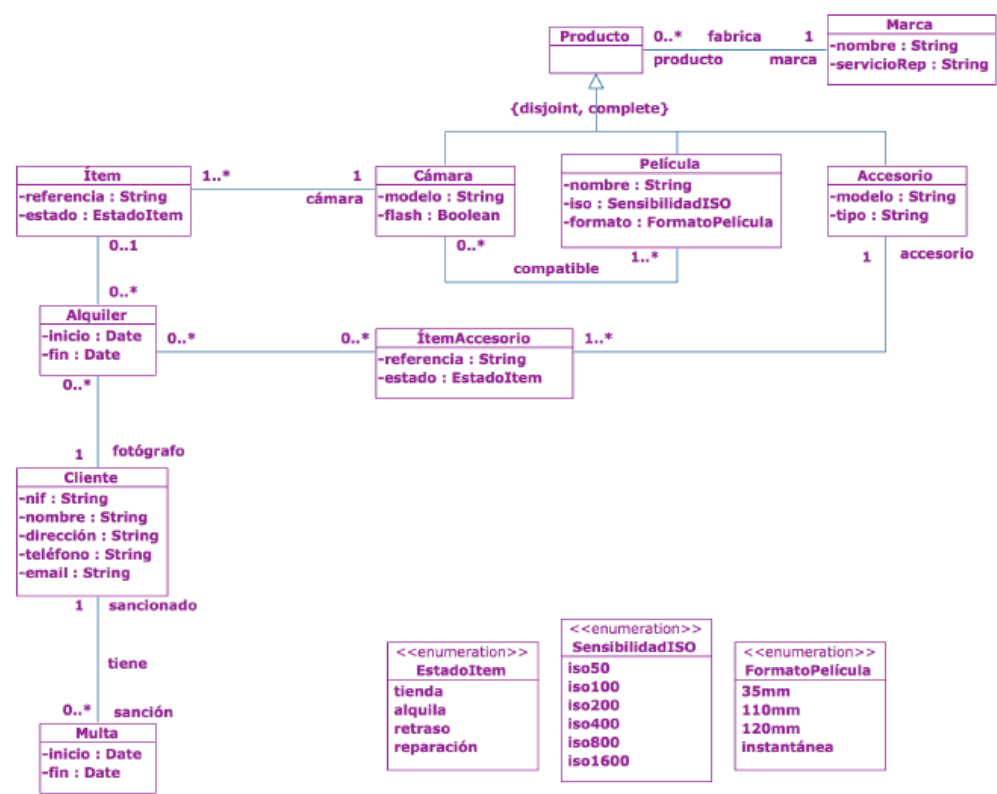 Producto
0..* fabrica 1
producto marca
Marca
-nombre : String
-servicioRep : String
{disjoint, complete}
Ítem
-referencia : String
-estado : EstadoItem
1..* 1
cámara
Cámara
-modelo : String
-flash : Boolean
Película
-nombre : String
-iso : SensibilidadISO
-formato : FormatoPelícula
Accesorio
-modelo : String
-tipo : String
0..1
0..*
0..*
compatible
1..*
1 accesorio
Alquiler
-inicio : Date
-fin : Date
0..* 0..*
ÍtemAccesorio
-referencia : String
-estado : EstadoItem
1..*
0..*
1 fotógrafo
Cliente
-nif : String
-nombre : String
-dirección : String
-teléfono : String
-email : String
1 sancionado
tiene
0..* sanción
Multa
-inicio : Date
-fin : Date
<<enumeration>>
EstadoItem
tienda
alquila
retraso
reparación
<<enumeration>>
SensibilidadISO
iso50
iso100
iso200
iso400
iso800
iso1600
<<enumeration>>
FormatoPelícula
35mm
110mm
120mm
instantánea